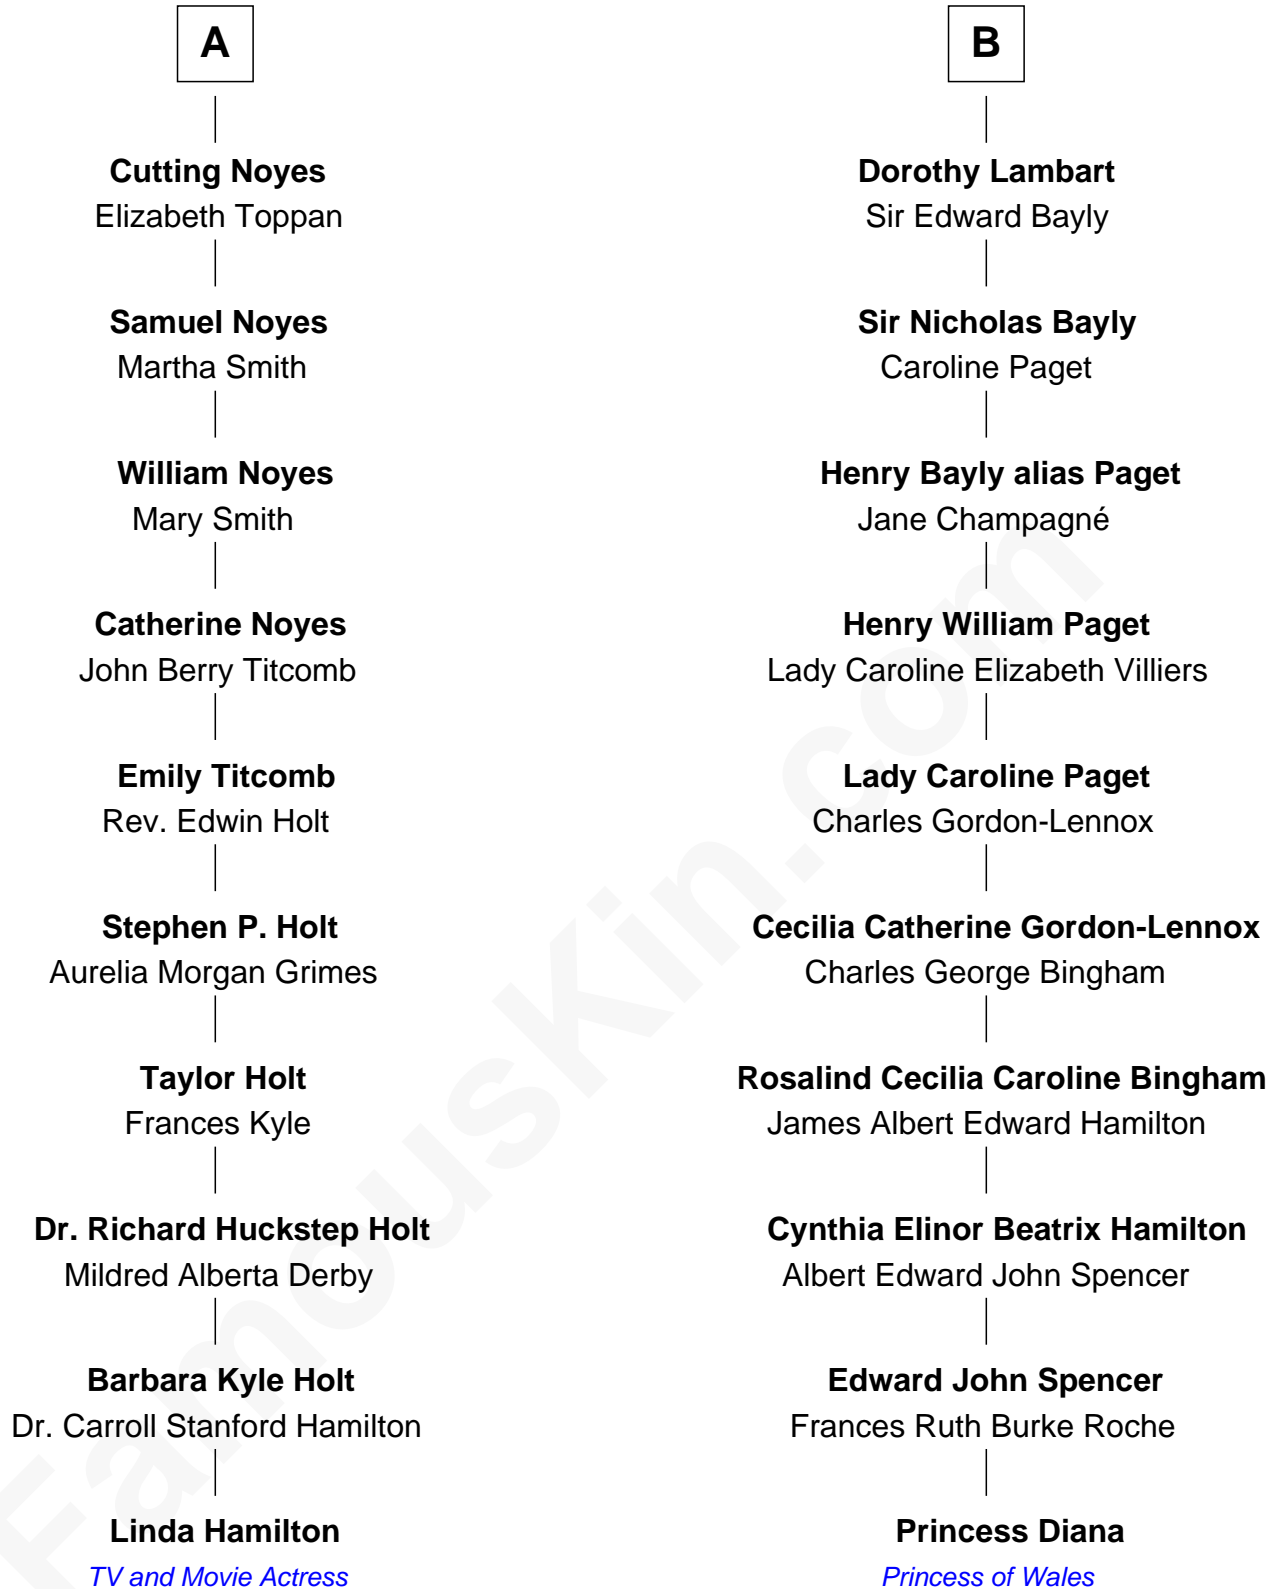 A
Cutting Noyes
Elizabeth Toppan
Samuel Noyes
Martha Smith
William Noyes
Mary Smith
Catherine Noyes
John Berry Titcomb
Emily Titcomb
Rev. Edwin Holt
Stephen P. Holt
Aurelia Morgan Grimes
Taylor Holt
Frances Kyle
Dr. Richard Huckstep Holt
Mildred Alberta Derby
Barbara Kyle Holt
Dr. Carroll Stanford Hamilton
Linda Hamilton
TV and Movie Actress
B
Dorothy Lambart
Sir Edward Bayly
Sir Nicholas Bayly
Caroline Paget
Henry Bayly alias Paget
Jane Champagné
Henry William Paget
Lady Caroline Elizabeth Villiers
Lady Caroline Paget
Charles Gordon-Lennox
Cecilia Catherine Gordon-Lennox
Charles George Bingham
Rosalind Cecilia Caroline Bingham
James Albert Edward Hamilton
Cynthia Elinor Beatrix Hamilton
Albert Edward John Spencer
Edward John Spencer
Frances Ruth Burke Roche
Princess Diana
Princess of Wales
FamousKin.com